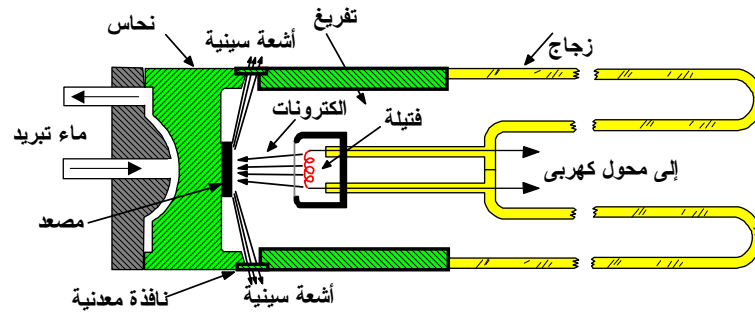 أشعة سينية
تفريغ
زجاج
نحاس
الكترونات
فتيلة
ماء تبريد
إلى محول كهربى
مصعد
نافذة معدنية
أشعة سينية